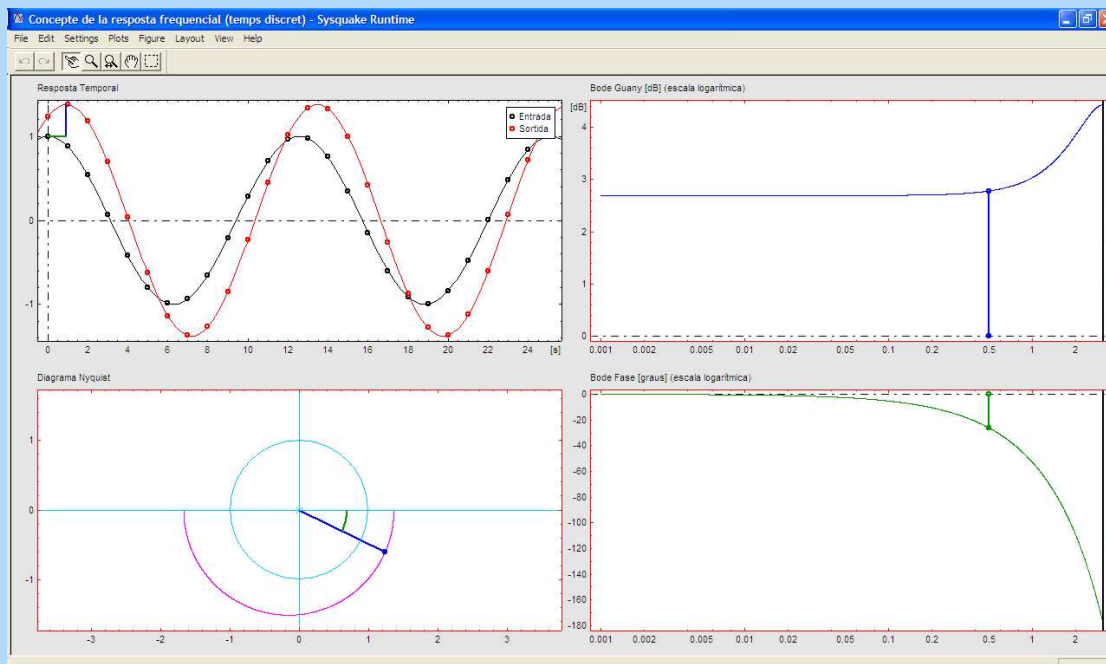 Concepte de la resposta frequencial (temps discret) - Sysquake Runtime
File Edit Settings Plots Figure Layout View Help
Resposta Temporal
1
0
-1
0 2 4 6 8 10 12 14 16 18 20 22 24 [s]
Entrada
Sortida
Bode Guany [dB] (escala logarítmica)
[dB]
4
3
2
1
0
0.001 0.002 0.005 0.01 0.02 0.05 0.1 0.2 0.5 1 2
Diagrama Nyquist
1
0
-1
-3 -2 -1 0 1 2 3
Bode Fase [graus] (escala logarítmica)
0
-20
-40
-60
-80
-100
-120
-140
-160
-180
0.001 0.002 0.005 0.01 0.02 0.05 0.1 0.2 0.5 1 2